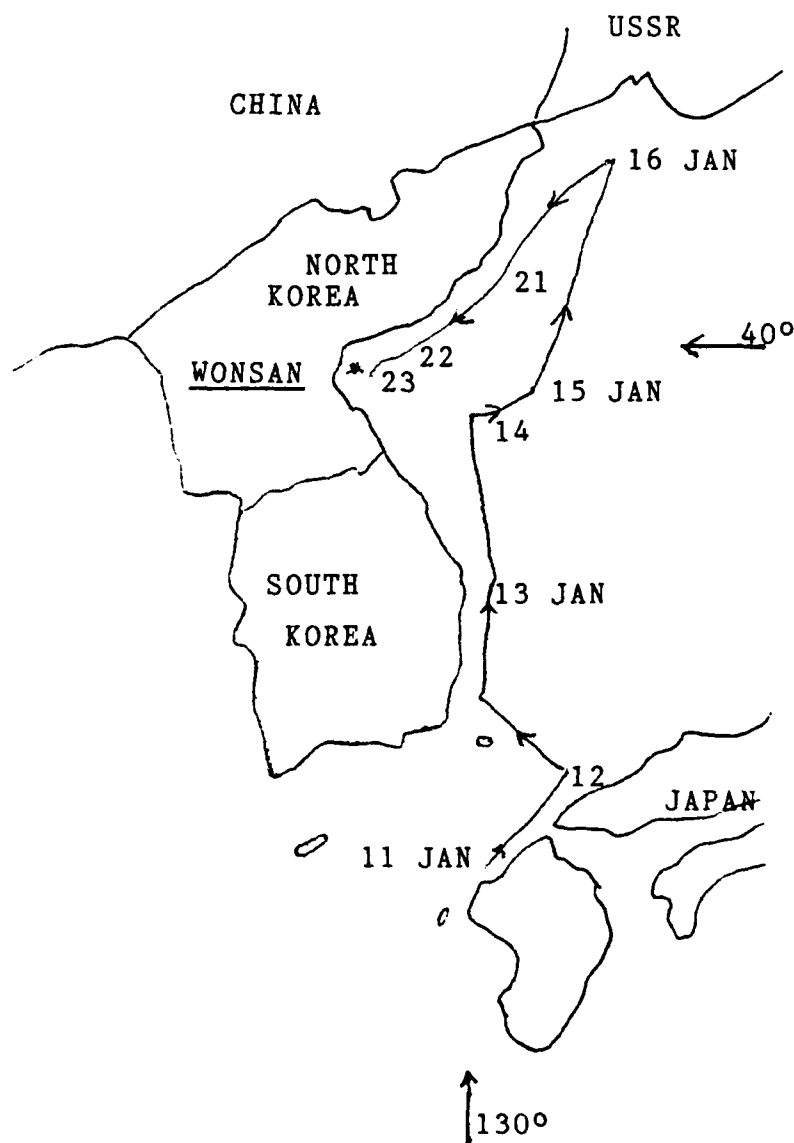 USSR
CHINA
16 JAN
NORTH
KOREA
21
40°
22
WONSAN
23
15 JAN
14
SOUTH
KOREA
13 JAN
12
JAPAN
11 JAN
130°